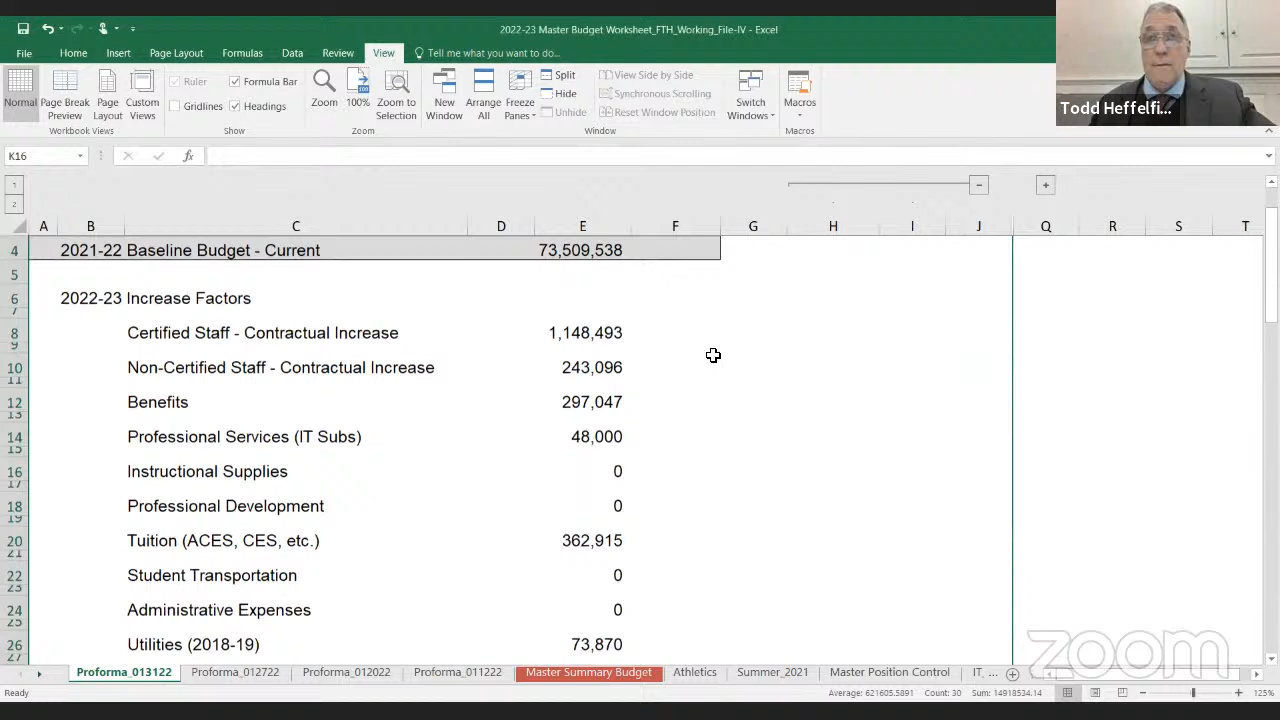 2022-23 Master Budget Worksheet_FTH_Working_File-IV - Excel
File Home Insert Page Layout Formulas Data Review View Tell me what you want to do...
Normal Page Break Preview Page Layout Custom Views
Ruler Formula Bar
Gridlines Headings
Zoom 100% Zoom to Selection
New Window Arrange All Freeze Panes
Split
Hide
Unhide
View Side by Side
Synchronous Scrolling
Reset Window Position
Switch Windows
Macros
Workbook Views Show Zoom Window Macros
Todd Heffelfi...
K16 fx
1
2
A B C D E F G H I J Q R S T
4 2021-22 Baseline Budget - Current 73,509,538
5
6 2022-23 Increase Factors
7
8 Certified Staff - Contractual Increase 1,148,493
9
10 Non-Certified Staff - Contractual Increase 243,096
11
12 Benefits 297,047
13
14 Professional Services (IT Subs) 48,000
15
16 Instructional Supplies 0
17
18 Professional Development 0
19
20 Tuition (ACES, CES, etc.) 362,915
21
22 Student Transportation 0
23
24 Administrative Expenses 0
25
26 Utilities (2018-19) 73,870
27
zoom
Proforma_013122 Proforma_012722 Proforma_012022 Proforma_011222 Master Summary Budget Athletics Summer_2021 Master Position Control IT, ...
Ready Average: 621605.5891 Count: 30 Sum: 14918534.14 125%